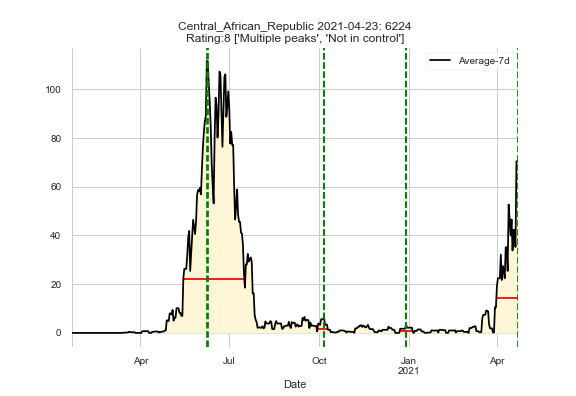 Central_African_Republic 2021-04-23: 6224
Rating:8 ['Multiple peaks', 'Not in control']
Average-7d
100
80
60
40
20
0
Apr
Jul
Oct
Jan
2021
Apr
Date